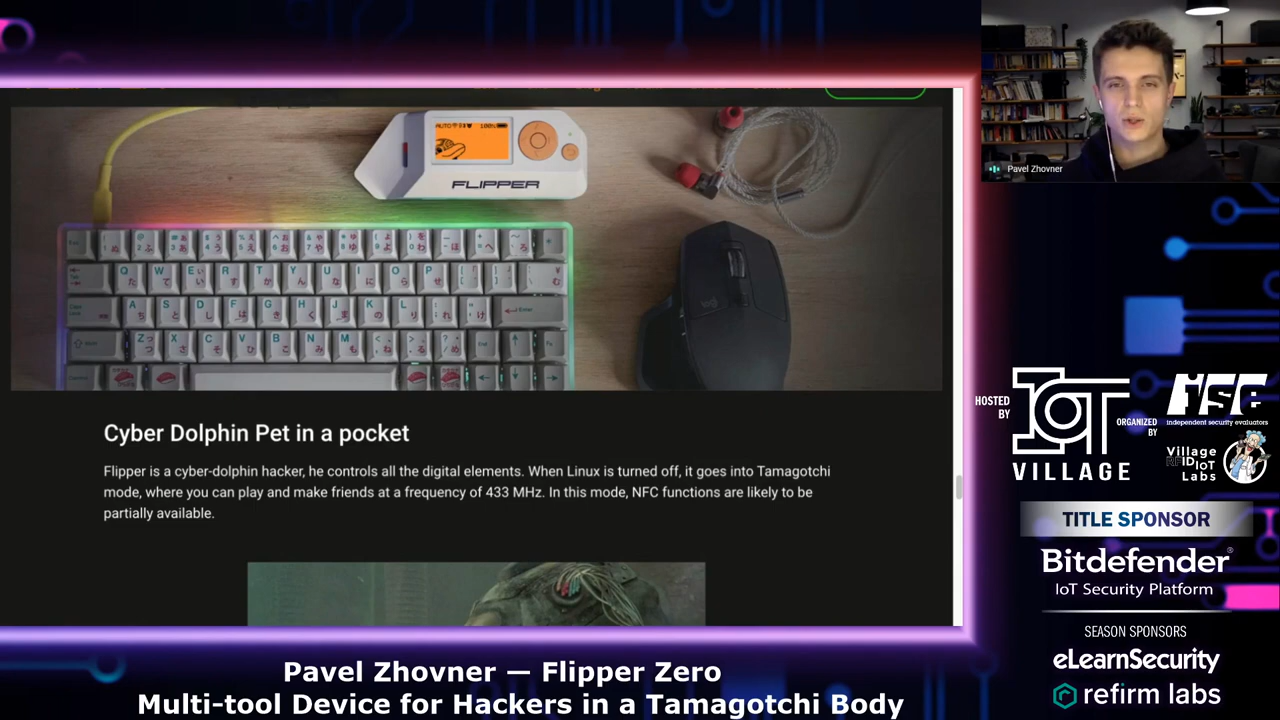 AUTO
100%
FLIPPER
Q W E R T Y U I O P
A S D F G H J K L
Enter
Z X C V B N M
Cyber Dolphin Pet in a pocket
Flipper is a cyber-dolphin hacker, he controls all the digital elements. When Linux is turned off, it goes into Tamagotchi
mode, where you can play and make friends at a frequency of 433 MHz. In this mode, NFC functions are likely to be
partially available.
Pavel Zhovner
HOSTED
BY
IOT
VILLAGE
ORGANIZED
BY
ISE
independent security evaluators
Village
RFID IoT
Labs
TITLE SPONSOR
Bitdefender®
IoT Security Platform
SEASON SPONSORS
eLearnSecurity
refirm labs
Pavel Zhovner — Flipper Zero
Multi-tool Device for Hackers in a Tamagotchi Body